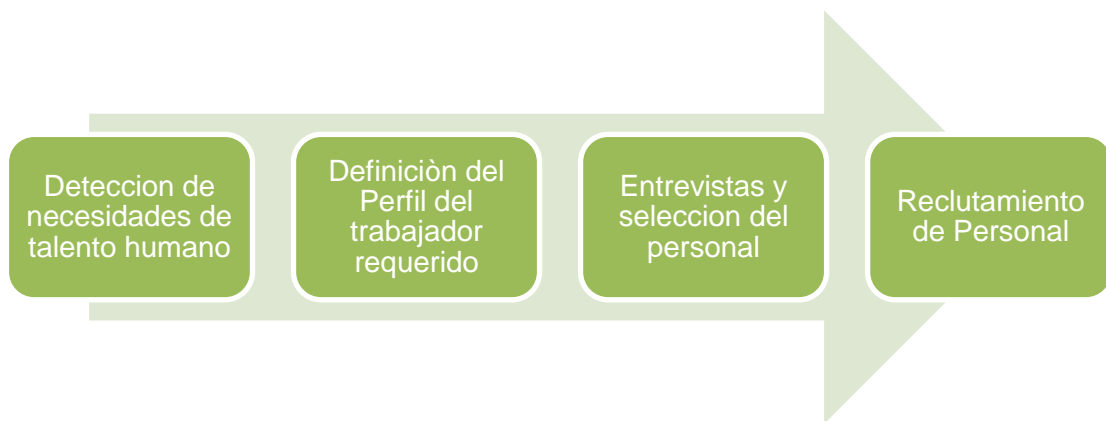 Deteccion de
necesidades de
talento humano
Definiciòn del
Perfil del
trabajador
requerido
Entrevistas y
seleccion del
personal
Reclutamiento
de Personal